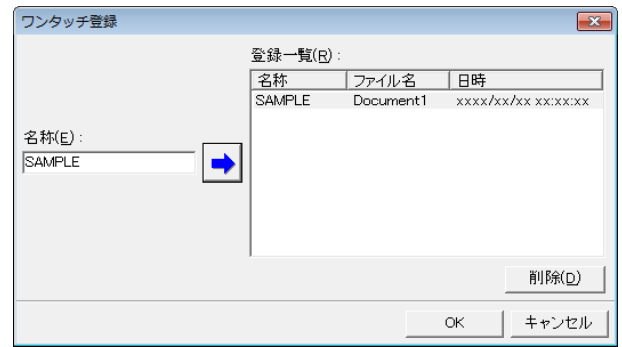 ワンタッチ登録
登録一覧(R):
名称 ファイル名 日時
SAMPLE Document1 xxxx/xx/xx xx:xx:xx
名称(E):
SAMPLE
削除(D)
OK キャンセル